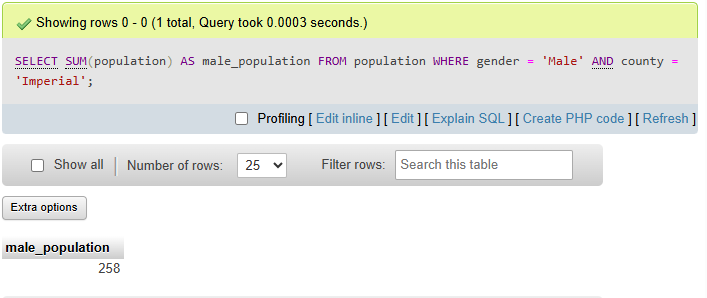 Showing rows 0 - 0 (1 total, Query took 0.0003 seconds.)
SELECT SUM(population) AS male_population FROM population WHERE gender = 'Male' AND county =
'Imperial';
Profiling [ Edit inline ] [ Edit ] [ Explain SQL ] [ Create PHP code ] [ Refresh ]
Show all Number of rows: 25 Filter rows: Search this table
Extra options
male_population
258